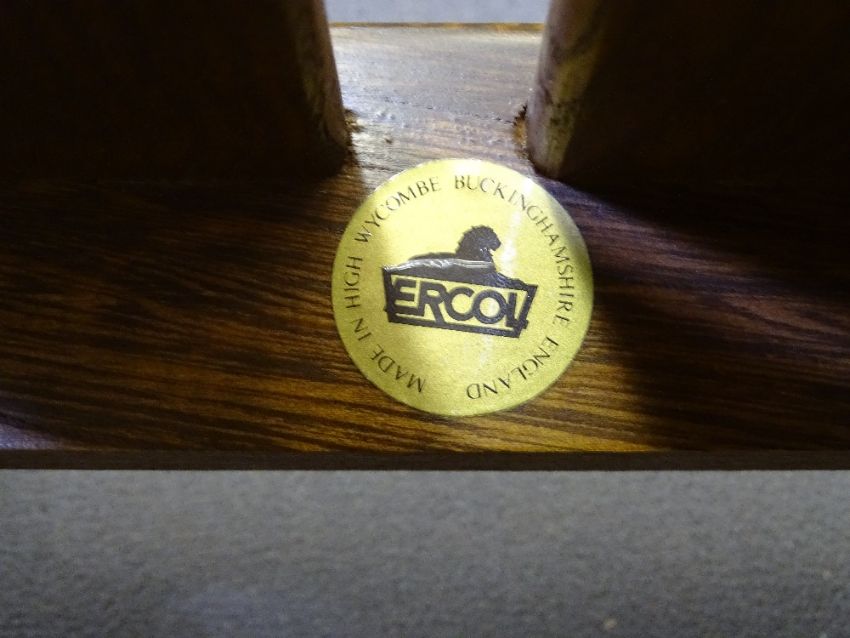 MADE IN HIGH WYCOMBE BUCKINGHAMSHIRE ENGLAND
ERCOL